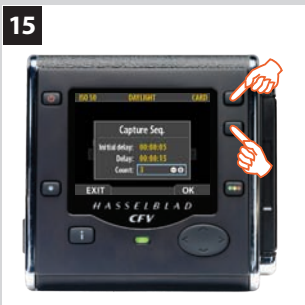 15
ISO 50 DAYLIGHT CARD
Capture Seq.
Initial delay: 00:00:05
Delay: 00:00:15
Count: 3
EXIT OK
HASSELBLAD
CFV
i